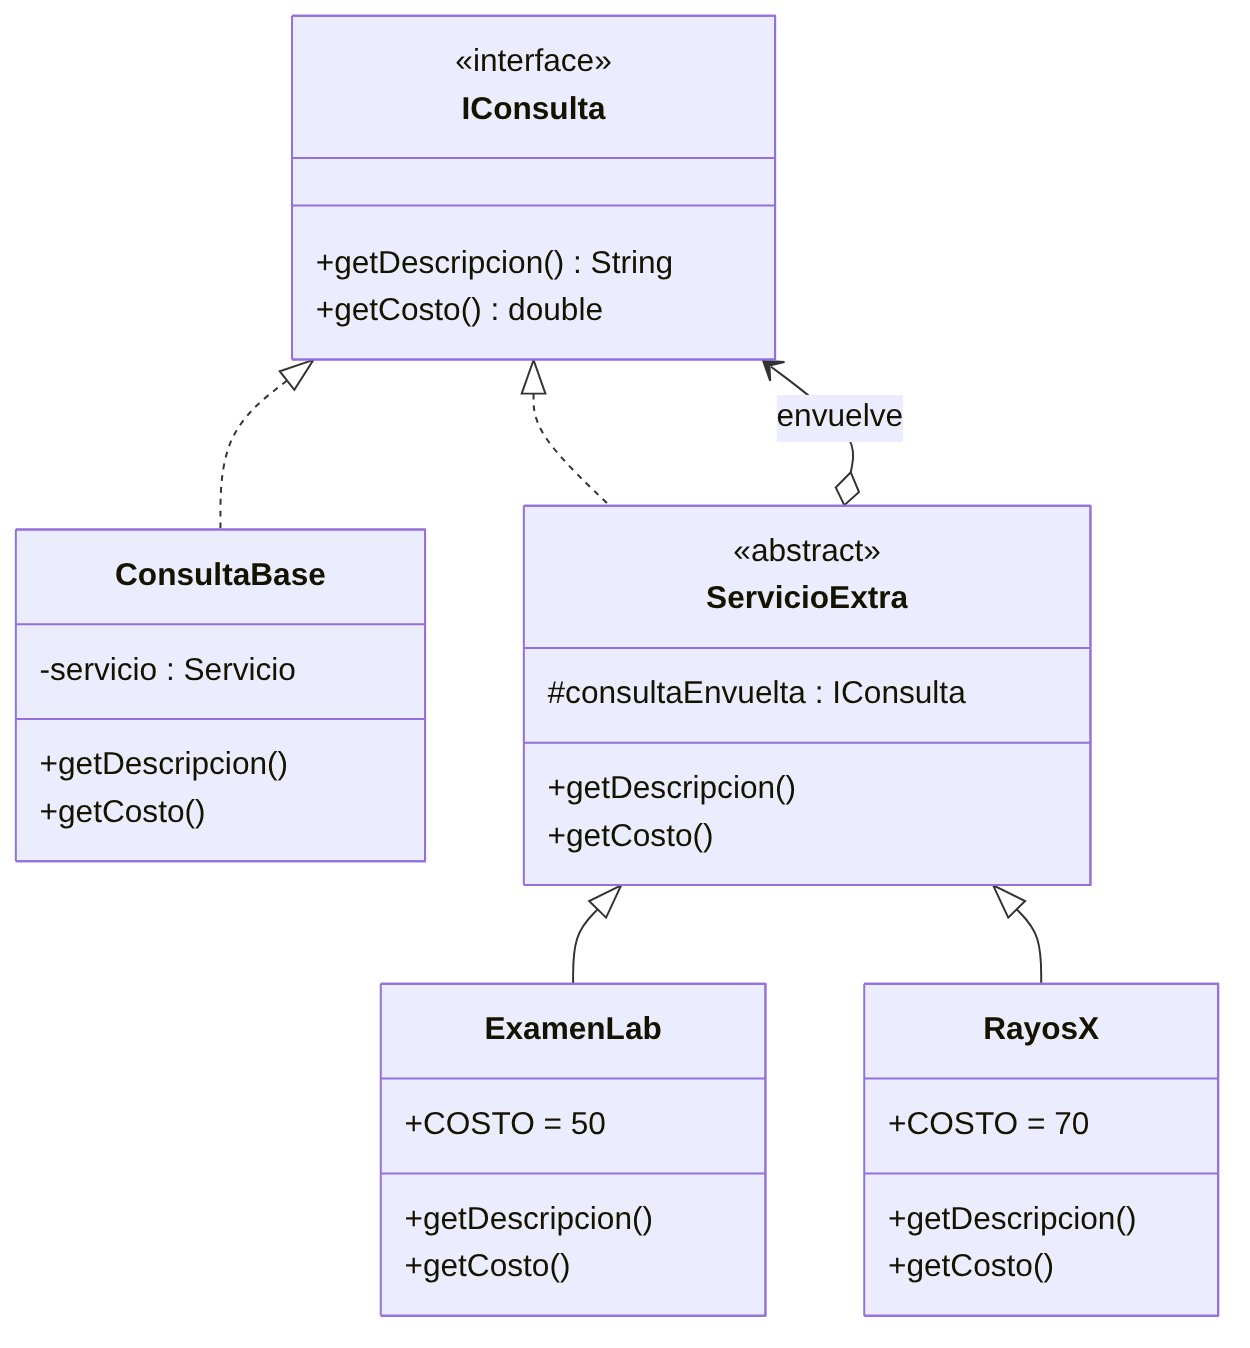 «interface»
IConsulta
+getDescripcion() : String
+getCosto() : double
envuelve
ConsultaBase
-servicio : Servicio
+getDescripcion()
+getCosto()
«abstract»
ServicioExtra
#consultaEnvuelta : IConsulta
+getDescripcion()
+getCosto()
ExamenLab
+COSTO = 50
+getDescripcion()
+getCosto()
RayosX
+COSTO = 70
+getDescripcion()
+getCosto()